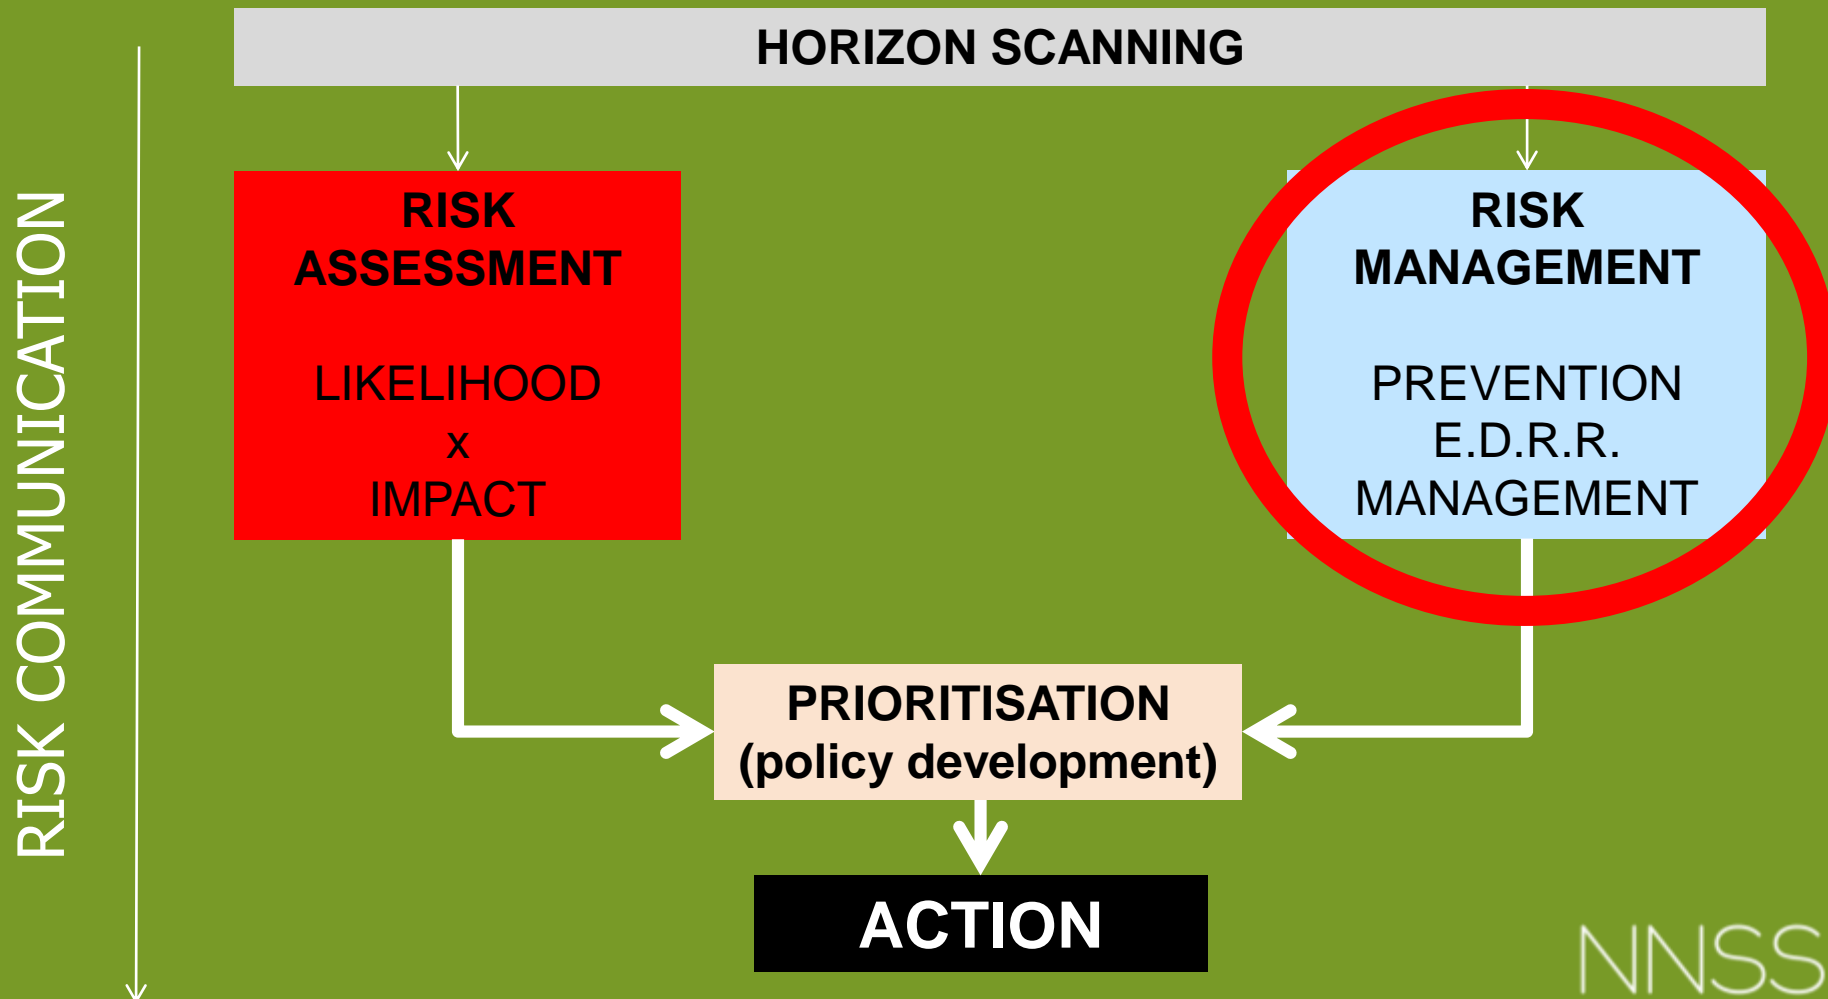 HORIZON SCANNING
RISK COMMUNICATION
RISK
ASSESSMENT
LIKELIHOOD
x
IMPACT
RISK
MANAGEMENT
PREVENTION
E.D.R.R.
MANAGEMENT
PRIORITISATION
(policy development)
ACTION
NNSS